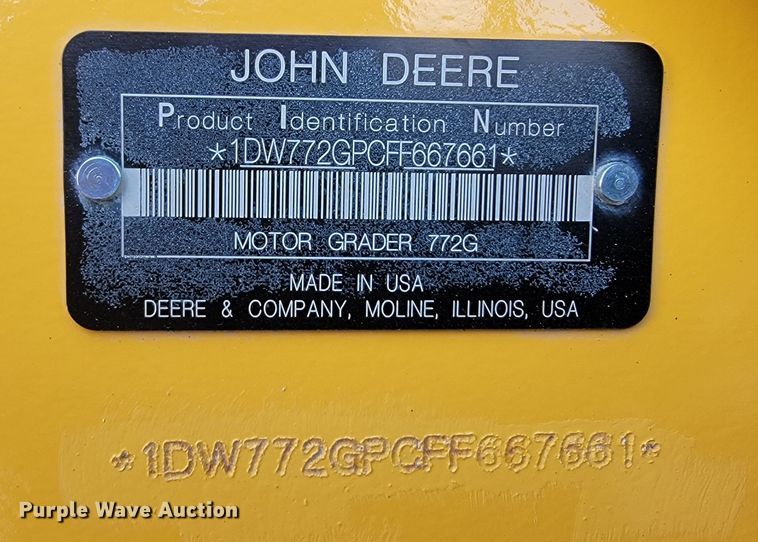 JOHN DEERE
Product Identification Number
*1DW772GPCFF667661*
MOTOR GRADER 772G
MADE IN USA
DEERE & COMPANY, MOLINE, ILLINOIS, USA
*1DW772GPCFF667661*
Purple Wave Auction